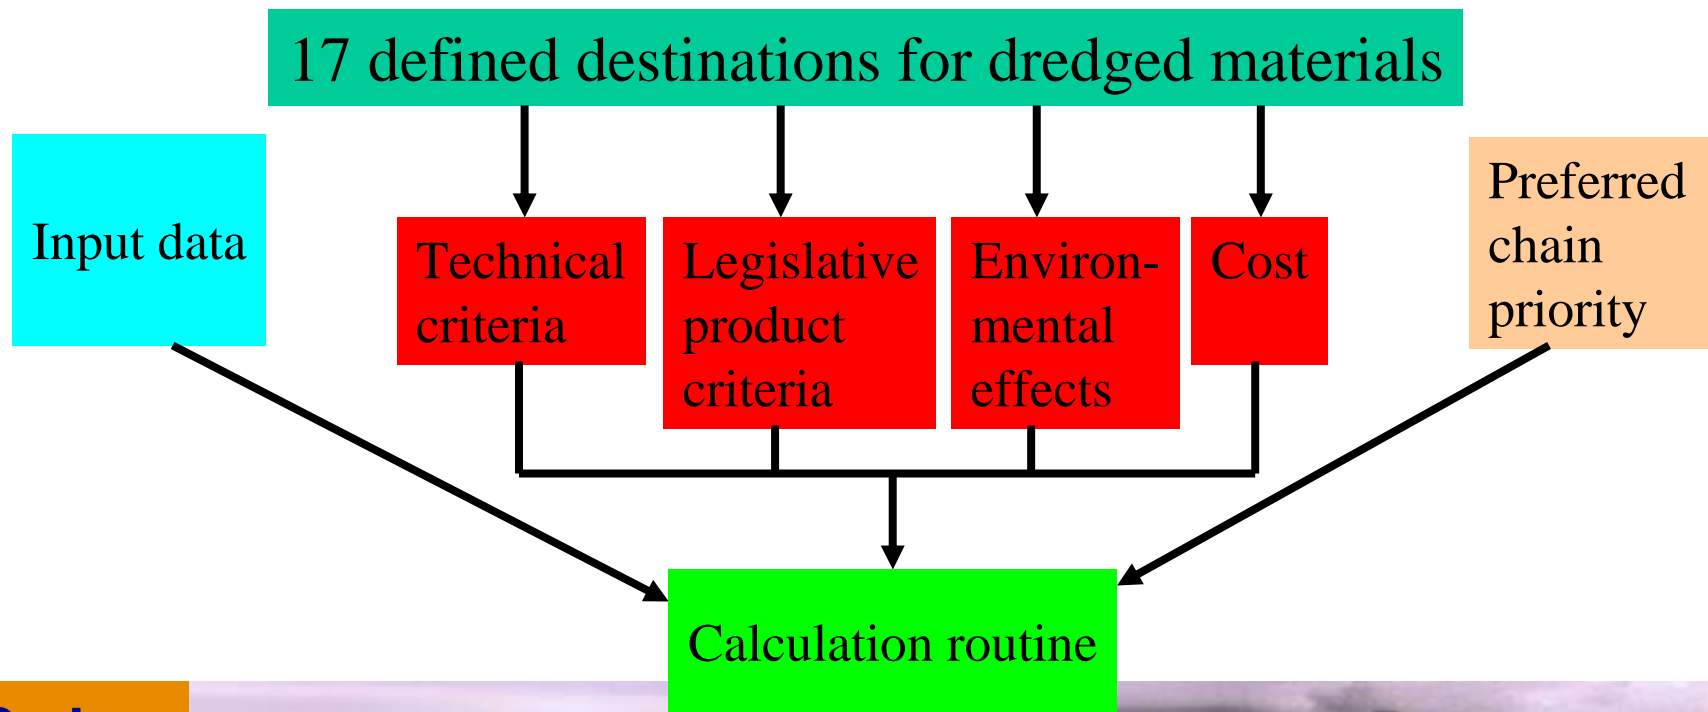 17 defined destinations for dredged materials
Input data
Technical
criteria
Legislative
product
criteria
Environ-
mental
effects
Cost
Preferred
chain
priority
Calculation routine